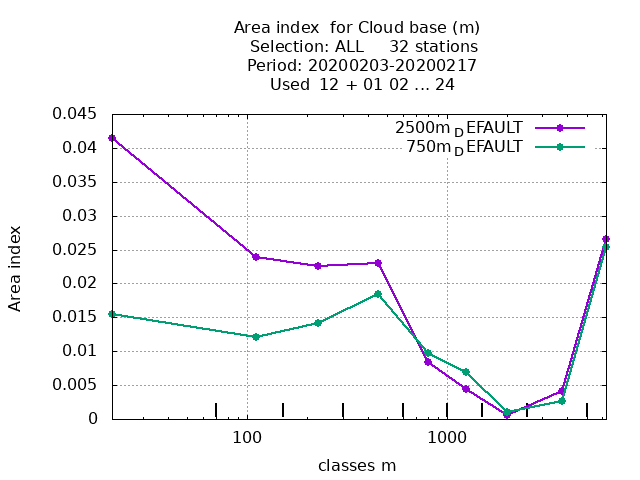 Area index  for Cloud base (m)
Selection: ALL     32 stations
Period: 20200203-20200217
Used  12 + 01 02 ... 24
2500m_DEFAULT
750m_DEFAULT
0.045
0.04
0.035
0.03
0.025
0.02
0.015
0.01
0.005
0
Area index
100 1000
classes m